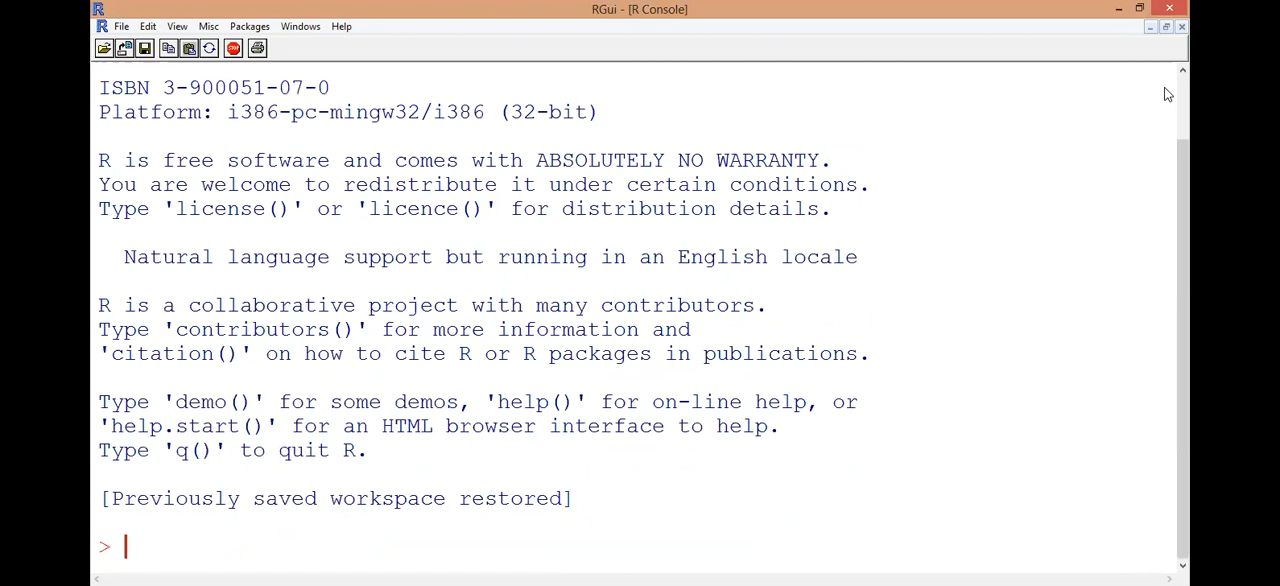 RGui - [R Console]
File Edit View Misc Packages Windows Help
STOP
ISBN 3-900051-07-0
Platform: i386-pc-mingw32/i386 (32-bit)
R is free software and comes with ABSOLUTELY NO WARRANTY.
You are welcome to redistribute it under certain conditions.
Type 'license()' or 'licence()' for distribution details.
Natural language support but running in an English locale
R is a collaborative project with many contributors.
Type 'contributors()' for more information and
'citation()' on how to cite R or R packages in publications.
Type 'demo()' for some demos, 'help()' for on-line help, or
'help.start()' for an HTML browser interface to help.
Type 'q()' to quit R.
[Previously saved workspace restored]
>